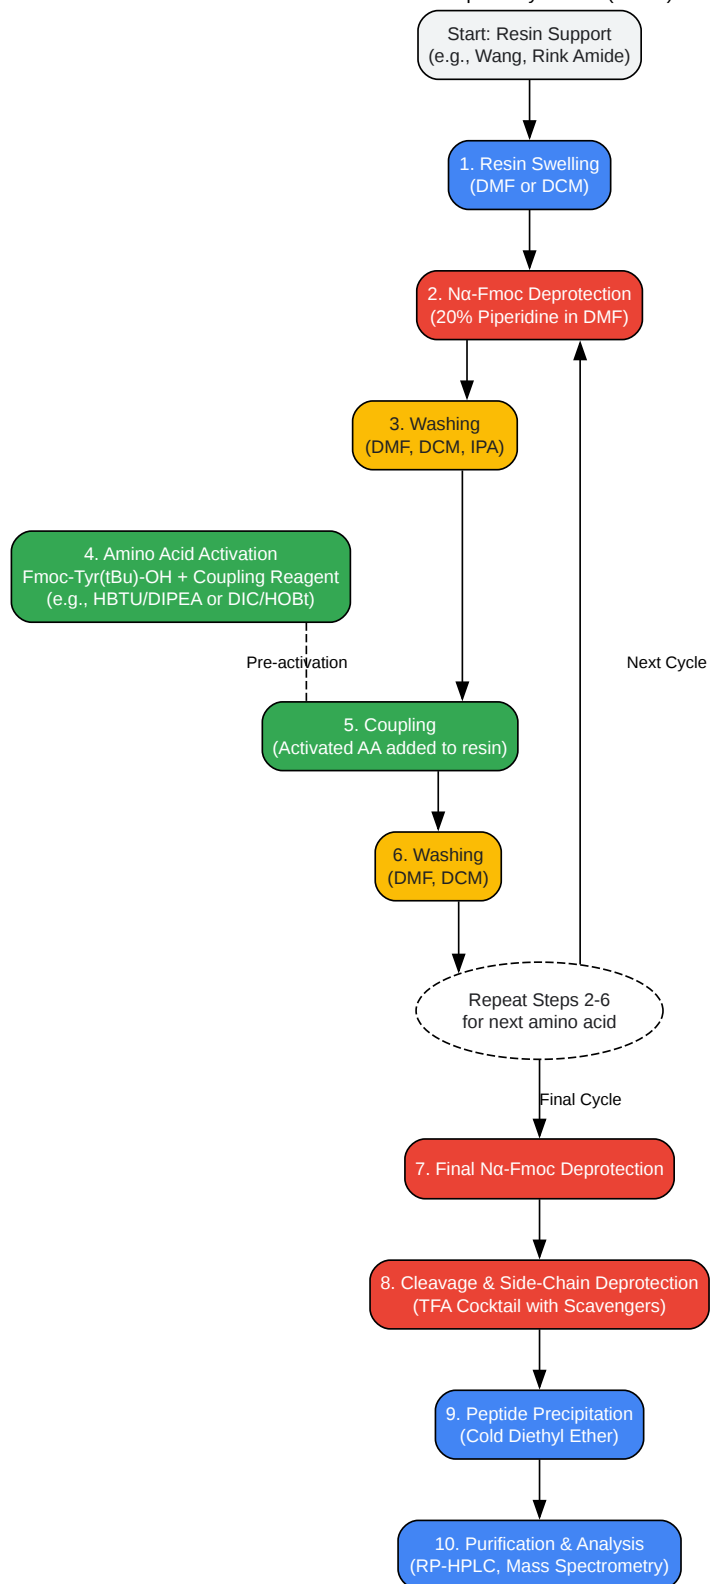 Start: Resin Support
(e.g., Wang, Rink Amide)
1. Resin Swelling
(DMF or DCM)
2. Nα-Fmoc Deprotection
(20% Piperidine in DMF)
3. Washing
(DMF, DCM, IPA)
4. Amino Acid Activation
Fmoc-Tyr(tBu)-OH + Coupling Reagent
(e.g., HBTU/DIPEA or DIC/HOBt)
Pre-activation
Next Cycle
5. Coupling
(Activated AA added to resin)
6. Washing
(DMF, DCM)
Repeat Steps 2-6
for next amino acid
Final Cycle
7. Final Nα-Fmoc Deprotection
8. Cleavage & Side-Chain Deprotection
(TFA Cocktail with Scavengers)
9. Peptide Precipitation
(Cold Diethyl Ether)
10. Purification & Analysis
(RP-HPLC, Mass Spectrometry)